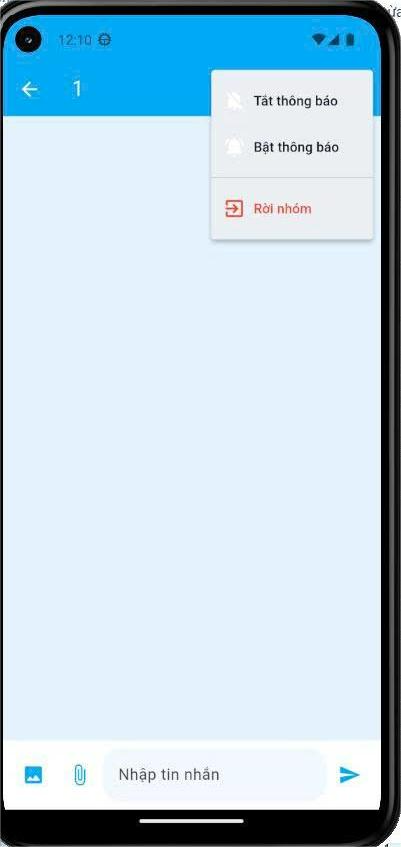 12:10
1
Tắt thông báo
Bật thông báo
Rời nhóm
Nhập tin nhắn